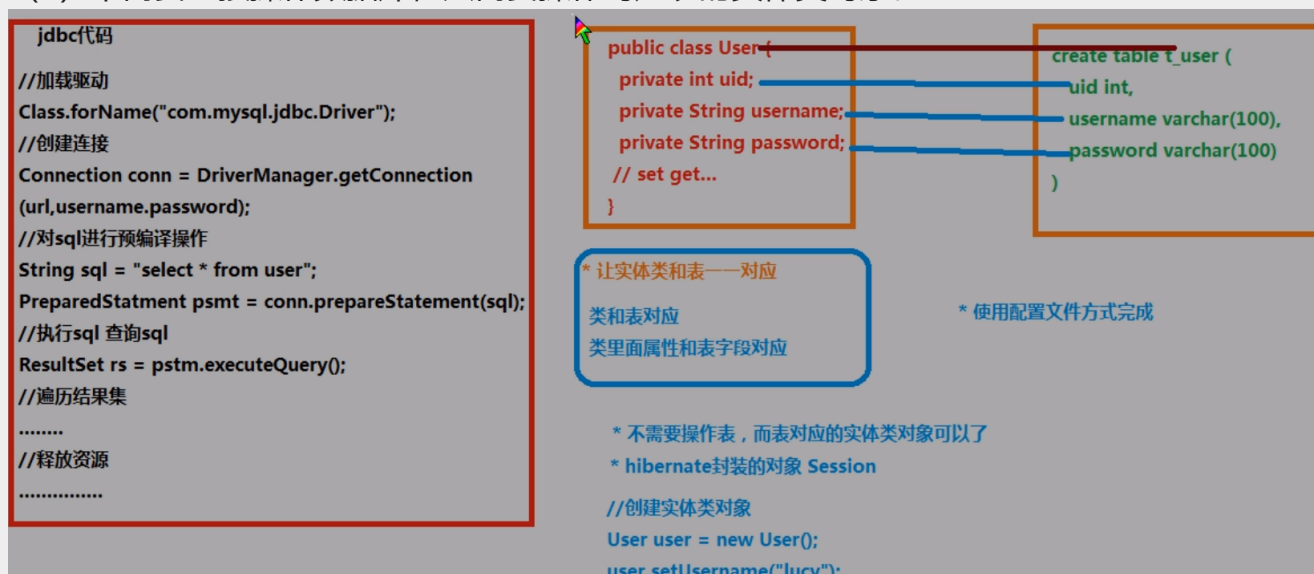 jdbc代码
//加载驱动
Class.forName("com.mysql.jdbc.Driver");
//创建连接
Connection conn = DriverManager.getConnection
(url,username.password);
//对sql进行预编译操作
String sql = "select * from user";
PreparedStatment psmt = conn.prepareStatement(sql);
//执行sql 查询sql
ResultSet rs = pstm.executeQuery();
//遍历结果集
........
//释放资源
...............
public class User {
private int uid;
private String username;
private String password;
// set get...
}
create table t_user (
uid int,
username varchar(100),
password varchar(100)
)
* 让实体类和表一一对应
类和表对应
类里面属性和表字段对应
* 使用配置文件方式完成
* 不需要操作表，而表对应的实体类对象可以了
* hibernate封装的对象 Session
//创建实体类对象
User user = new User();
user.setUsername("lucy");